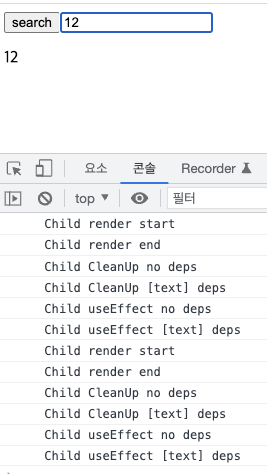 search 12
12
요소 콘솔 Recorder
top ▼ 필터
Child render start
Child render end
Child CleanUp no deps
Child CleanUp [text] deps
Child useEffect no deps
Child useEffect [text] deps
Child render start
Child render end
Child CleanUp no deps
Child CleanUp [text] deps
Child useEffect no deps
Child useEffect [text] deps